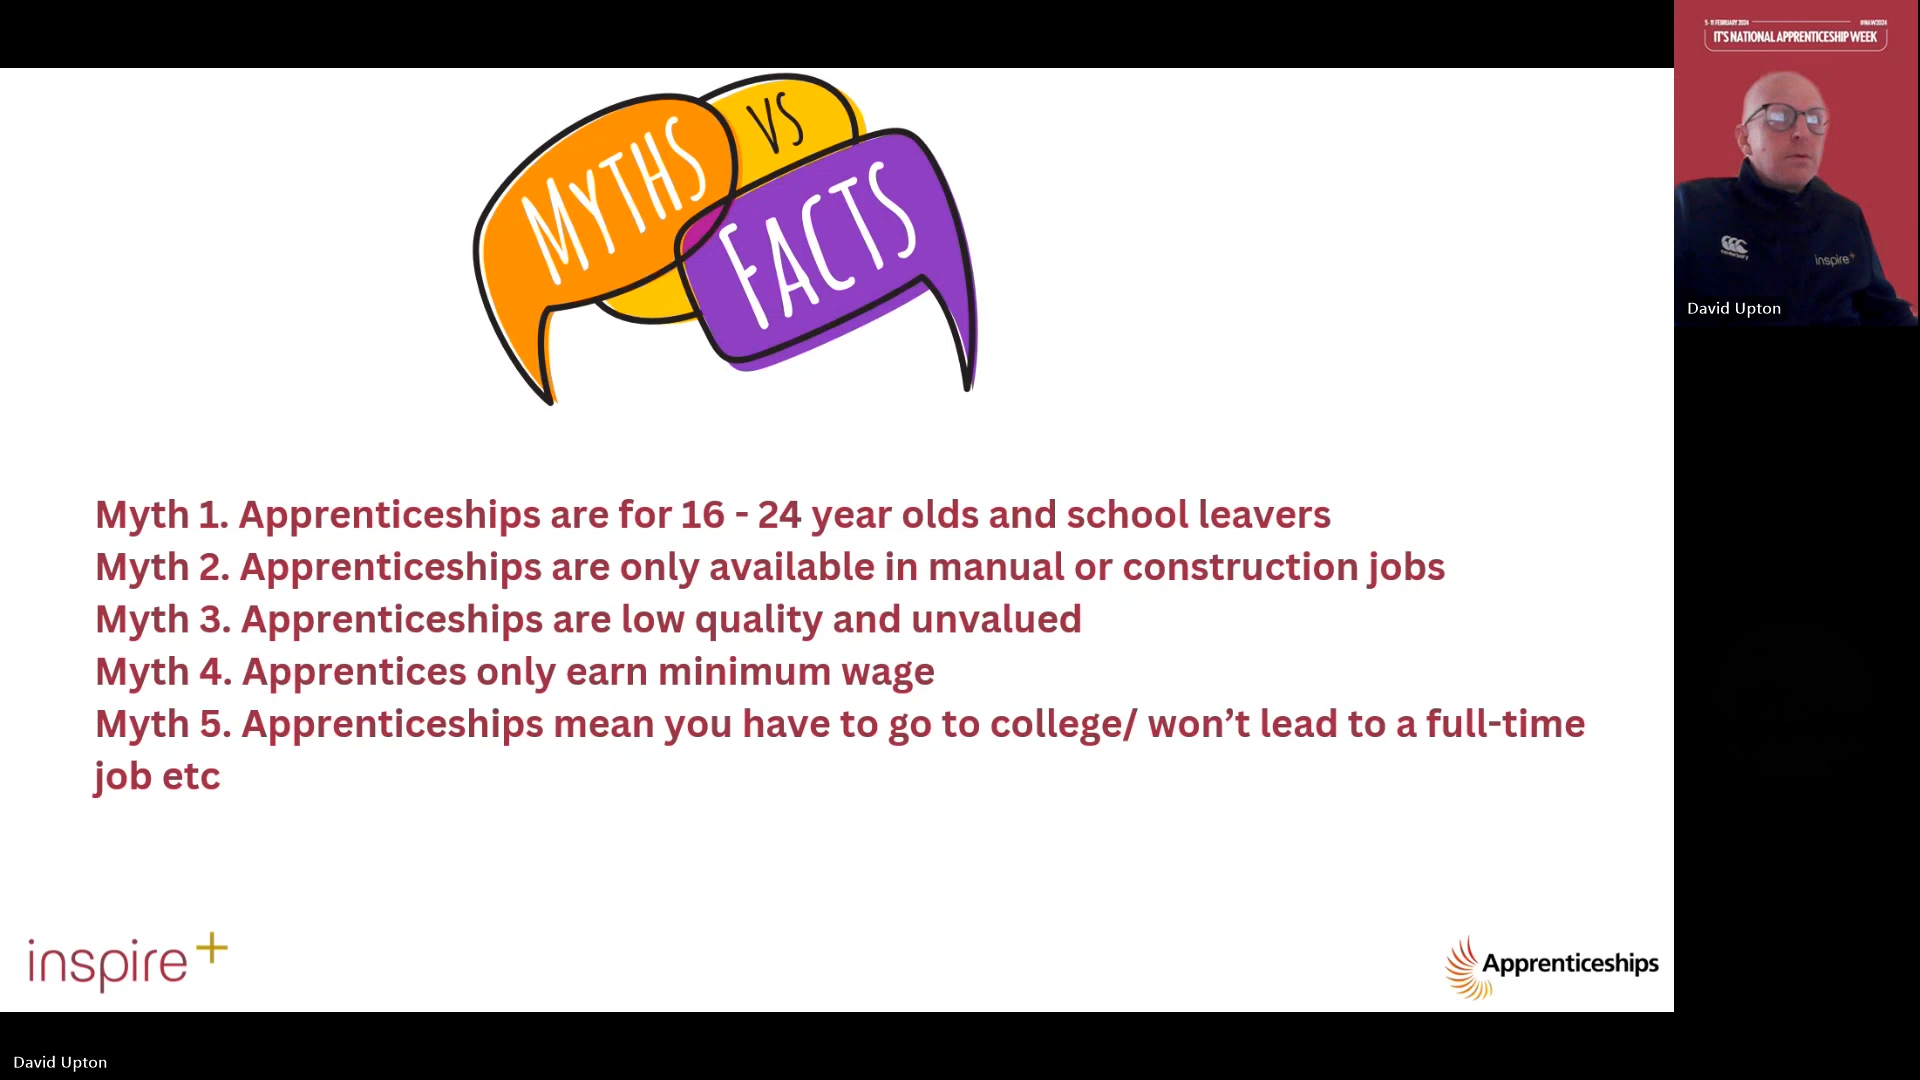 5-11 FEBRUARY 2024 #NAW2024
IT'S NATIONAL APPRENTICESHIP WEEK
MYTHS
VS
FACTS
inspire+
David Upton
Myth 1. Apprenticeships are for 16 - 24 year olds and school leavers
Myth 2. Apprenticeships are only available in manual or construction jobs
Myth 3. Apprenticeships are low quality and unvalued
Myth 4. Apprentices only earn minimum wage
Myth 5. Apprenticeships mean you have to go to college/ won’t lead to a full-time
job etc
inspire+
Apprenticeships
David Upton